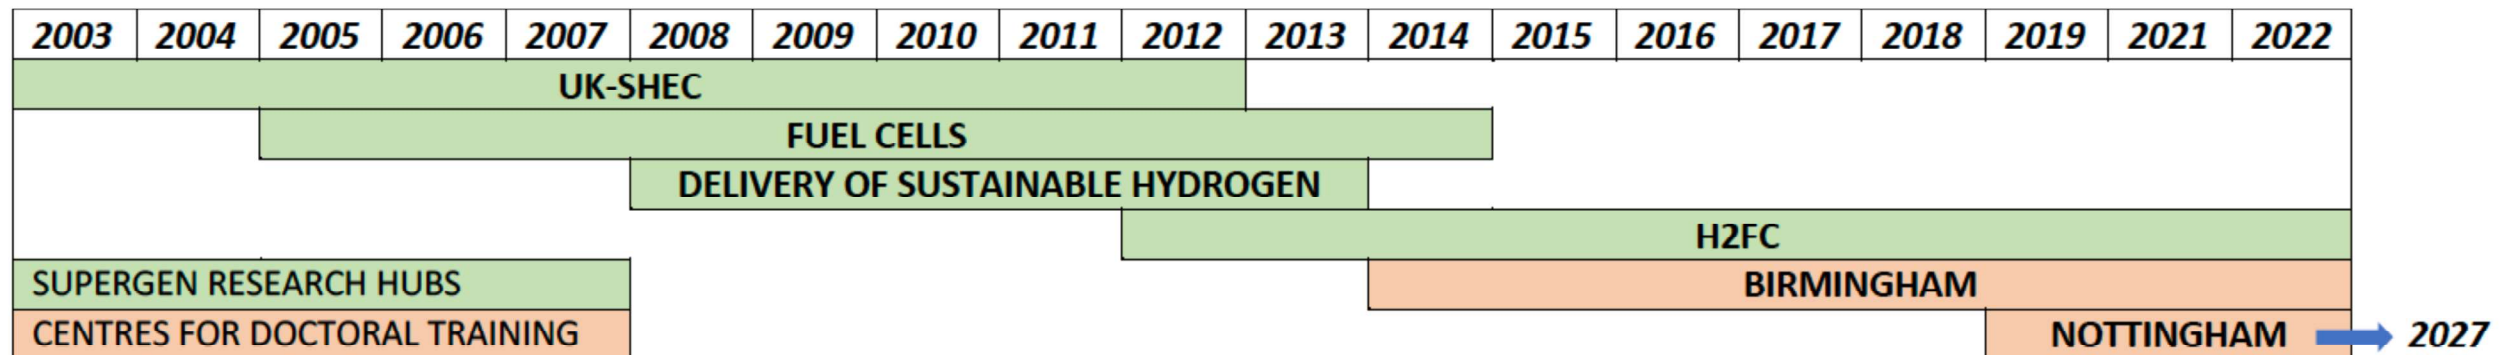 2003 2004 2005 2006 2007 2008 2009 2010 2011 2012 2013 2014 2015 2016 2017 2018 2019 2021 2022
UK-SHEC
FUEL CELLS
DELIVERY OF SUSTAINABLE HYDROGEN
H2FC
SUPERGEN RESEARCH HUBS BIRMINGHAM
CENTRES FOR DOCTORAL TRAINING NOTTINGHAM 2027